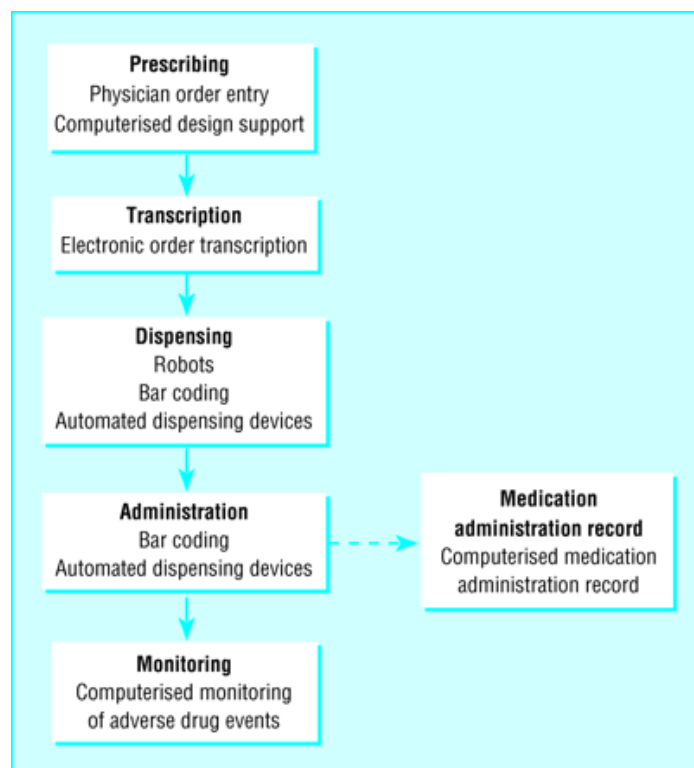 Prescribing
Physician order entry
Computerised design support
Transcription
Electronic order transcription
Dispensing
Robots
Bar coding
Automated dispensing devices
Administration
Bar coding
Automated dispensing devices
Medication
administration record
Computerised medication
administration record
Monitoring
Computerised monitoring
of adverse drug events